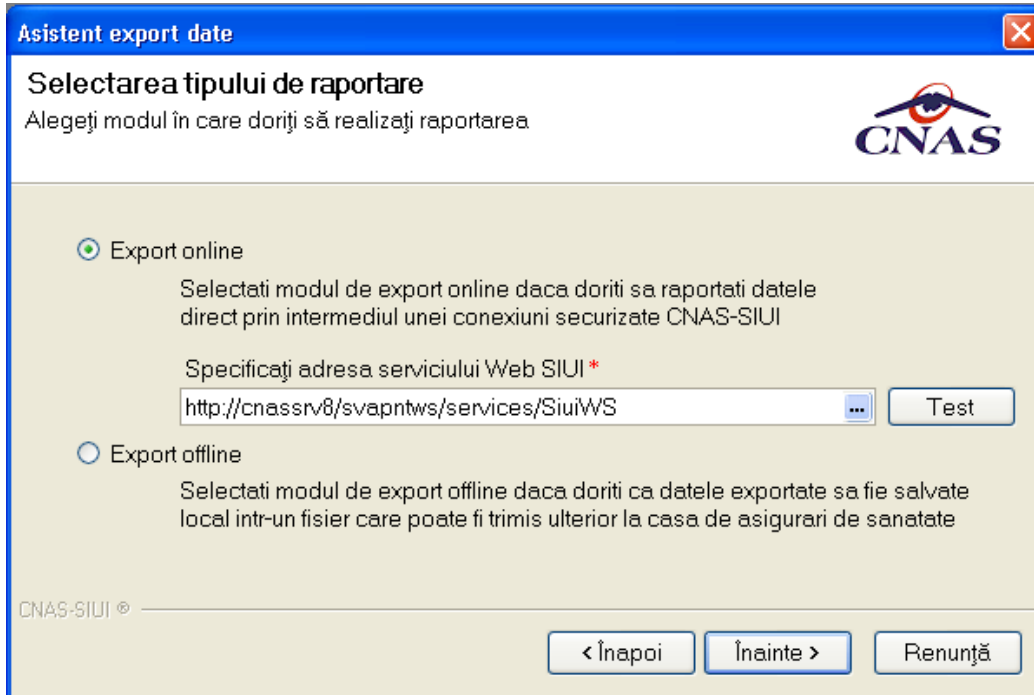 Asistent export date
Selectarea tipului de raportare
Alegeţi modul în care doriţi să realizaţi raportarea
CNAS
Export online
Selectati modul de export online daca doriti sa raportati datele
direct prin intermediul unei conexiuni securizate CNAS-SIUI
Specificaţi adresa serviciului Web SIUI *
http://cnassrv8/svapntws/services/SiuiWS
... Test
Export offline
Selectati modul de export offline daca doriti ca datele exportate sa fie salvate
local intr-un fisier care poate fi trimis ulterior la casa de asigurari de sanatate
CNAS-SIUI ®
< Înapoi Înainte > Renunţă